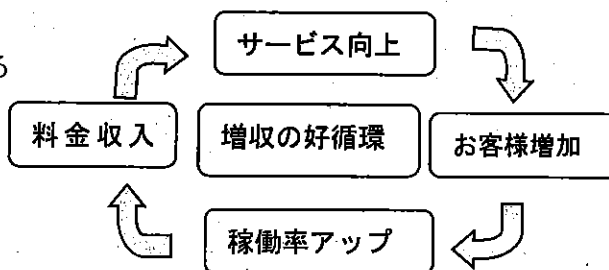 サービス向上
る
料金収入
増収の好循環
お客様増加
稼働率アップ